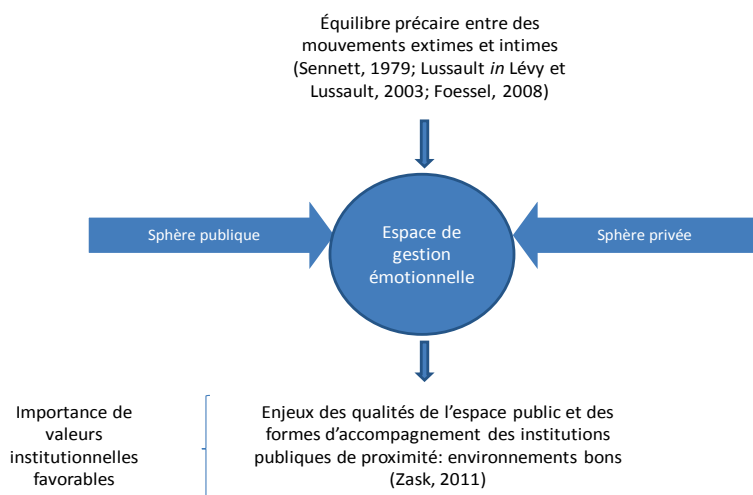 Équilibre précaire entre des
mouvements extimes et intimes
(Sennett, 1979; Lussault in Lévy et
Lussault, 2003; Foessel, 2008)
Sphère publique
Espace de
gestion
émotionnelle
Sphère privée
Importance de
valeurs
institutionnelles
favorables
Enjeux des qualités de l’espace public et des
formes d’accompagnement des institutions
publiques de proximité: environnements bons
(Zask, 2011)